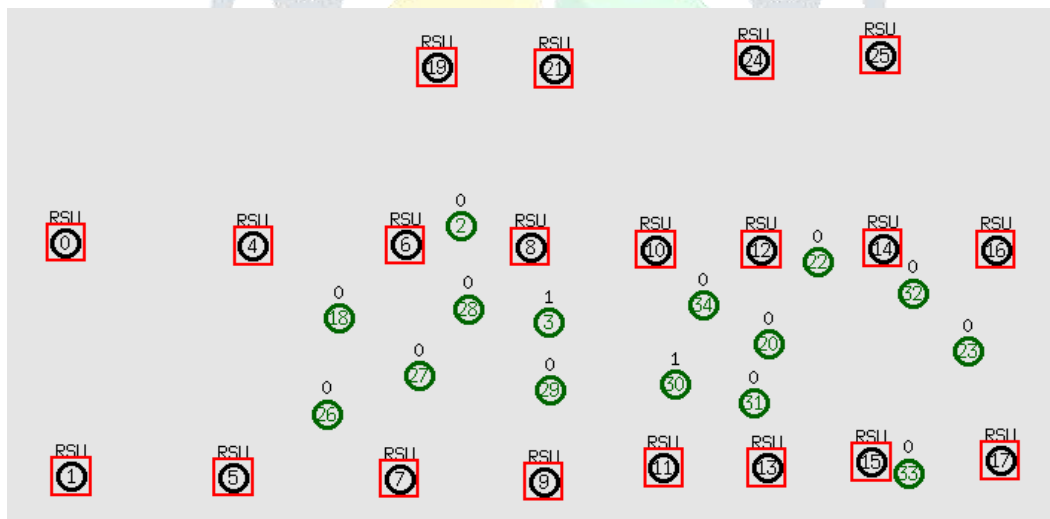 RSU RSU RSU RSU
19 21 24 25
0
RSU RSU RSU 2 RSU RSU RSU 0 RSU RSU
0 4 6 8 10 12 22 14 16
0 0 1 0 0
18 28 3 34 32
0 0 0
27 20 23
0 0 1 0
26 29 30 31
RSU RSU RSU RSU RSU RSU RSU 0 RSU
1 5 7 9 11 13 15 33 17